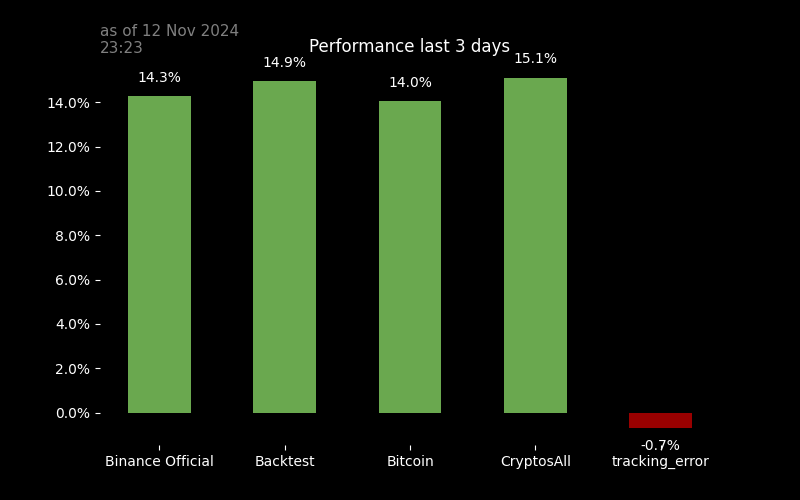 as of 12 Nov 2024
23:23
Performance last 3 days
14.3%
14.9%
14.0%
15.1%
-0.7%
14.0%
12.0%
10.0%
8.0%
6.0%
4.0%
2.0%
0.0%
Binance Official
Backtest
Bitcoin
CryptosAll
tracking_error